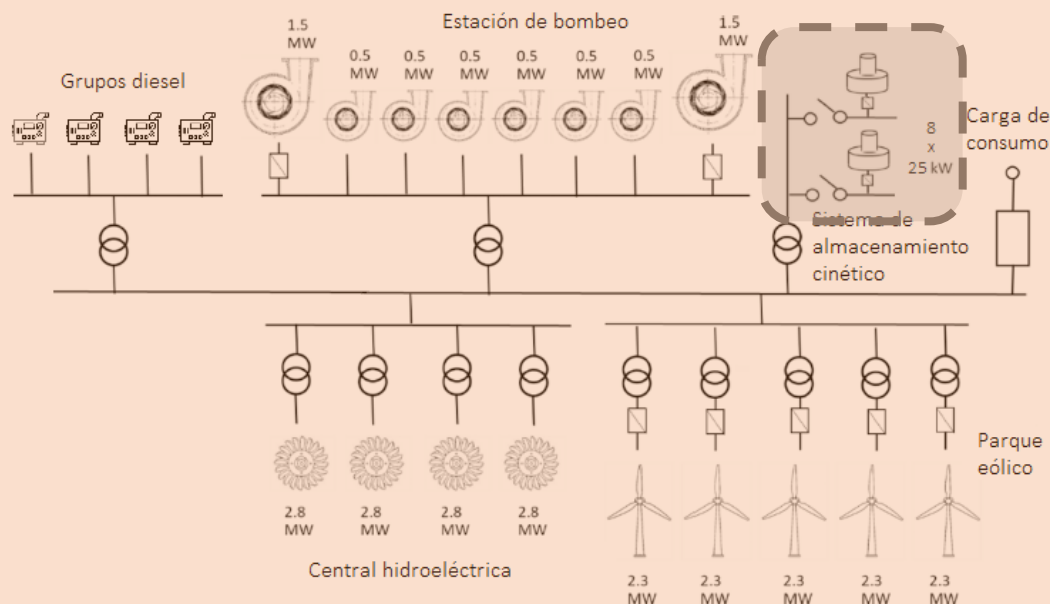 Estación de bombeo
Grupos diesel
1.5
MW
0.5
MW
0.5
MW
0.5
MW
0.5
MW
0.5
MW
0.5
MW
1.5
MW
8
x
25 kW
Carga de
consumo
Sistema de
almacenamiento
cinético
2.8
MW
2.8
MW
2.8
MW
2.8
MW
Central hidroeléctrica
Parque
eólico
2.3
MW
2.3
MW
2.3
MW
2.3
MW
2.3
MW